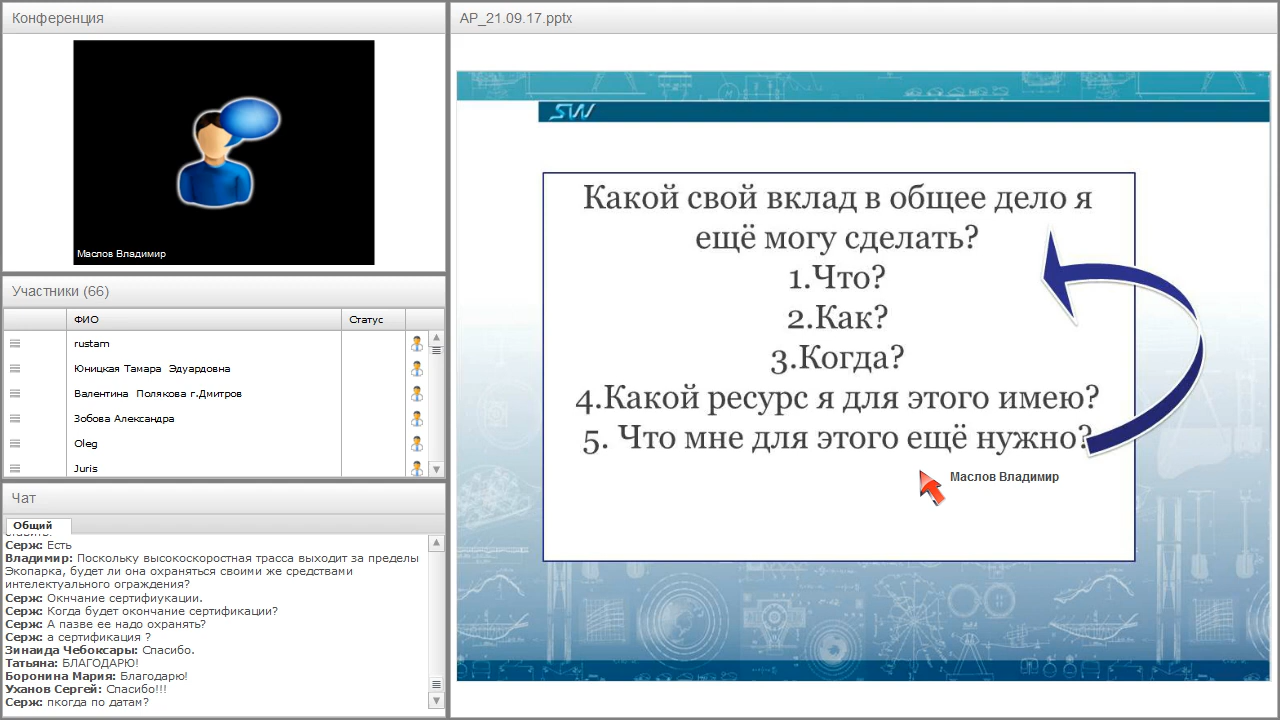 Конференция
Маслов Владимир
Участники (66)
ФИО Статус
rustam
Юницкая Тамара Эдуардовна
Валентина Полякова г.Дмитров
Зобова Александра
Oleg
Juris
Чат
Общий
Серж: Есть
Владимир: Поскольку высокоскоростная трасса выходит за пределы
Экопарка, будет ли она охраняться своими же средствами
интелектуального ограждения?
Серж: Окнчание сертифиукации.
Серж: Когда будет окончание сертификации?
Серж: А пазве ее надо охранять?
Серж: а сертификация ?
Зинаида Чебоксары: Спасибо.
Татьяна: БЛАГОДАРЮ!
Боронина Мария: Благодарю!
Уханов Сергей: Спасибо!!!
Серж: пкогда по датам?
AP_21.09.17.pptx
SW
Какой свой вклад в общее дело я
ещё могу сделать?
1.Что?
2.Как?
3.Когда?
4.Какой ресурс я для этого имею?
5. Что мне для этого ещё нужно?
Маслов Владимир